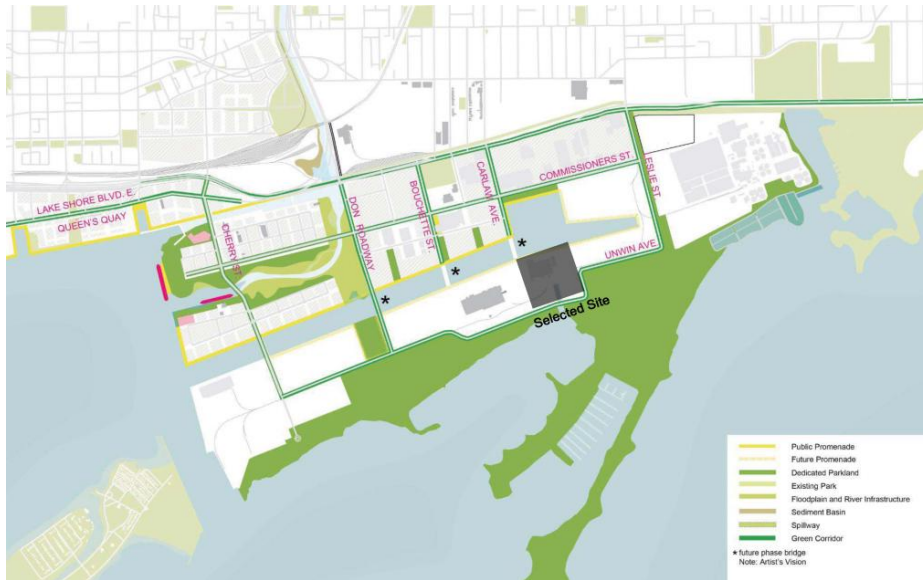 LAKE SHORE BLVD. E.
QUEEN'S QUAY
CHERRY ST.
DON ROADWAY
BOUCHETTE ST.
CARLAW AVE.
COMMISSIONERS ST.
LESLIE ST.
UNWIN AVE.
*
*
*
Selected Site
Public Promenade
Future Promenade
Dedicated Parkland
Existing Park
Floodplain and River Infrastructure
Sediment Basin
Spillway
Green Corridor
* future phase bridge
Note: Artist's Vision